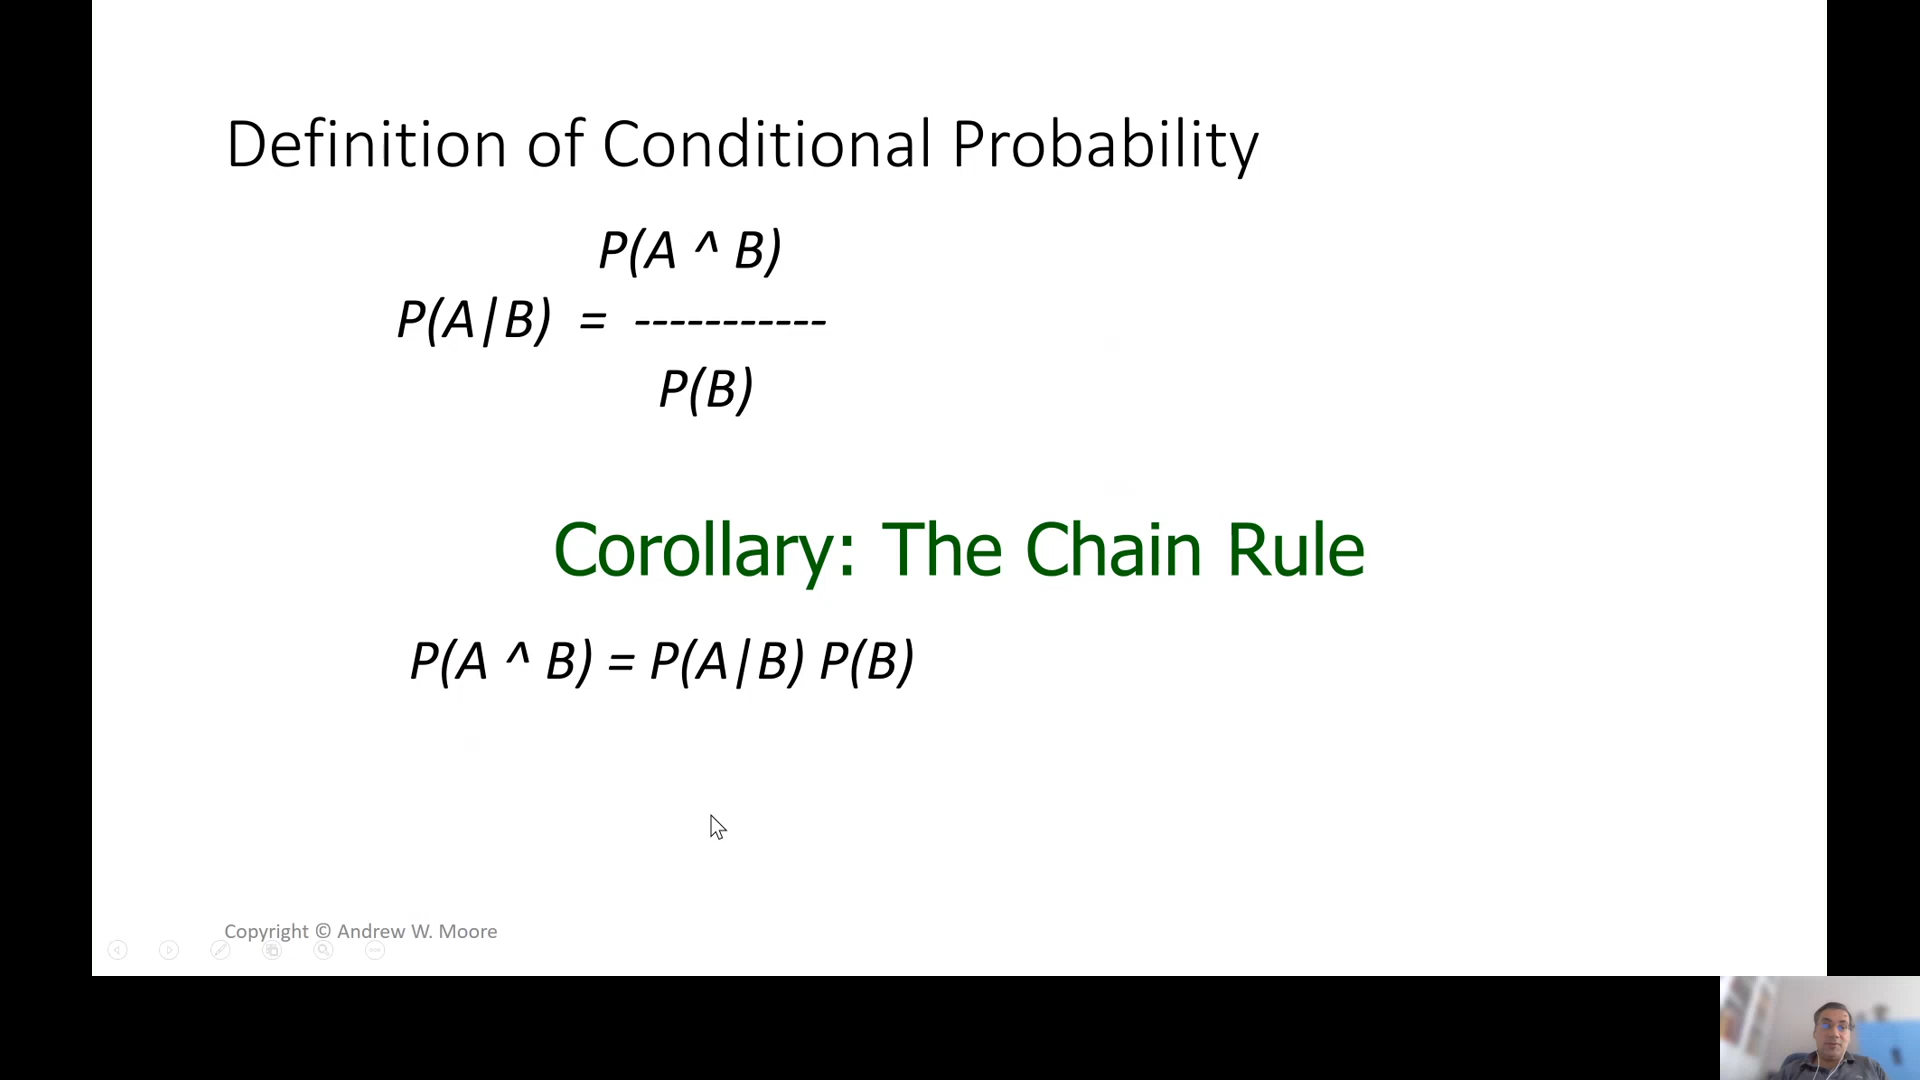 Definition of Conditional Probability
P(A ^ B)
P(A|B) = -----------
P(B)
Corollary: The Chain Rule
P(A ^ B) = P(A|B) P(B)
Copyright © Andrew W. Moore